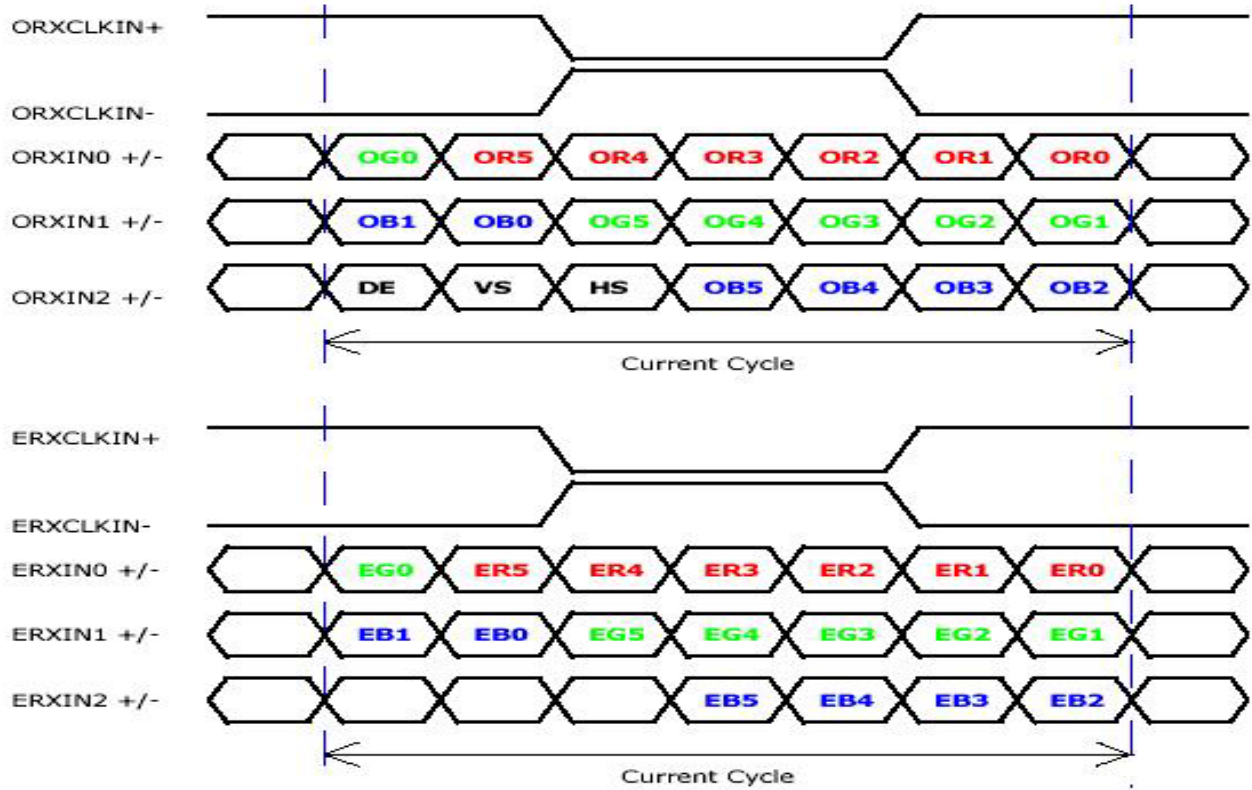 ORXCLKIN+
ORXCLKIN-
ORXIN0 +/- OG0 OR5 OR4 OR3 OR2 OR1 OR0
ORXIN1 +/- OB1 OB0 OG5 OG4 OG3 OG2 OG1
ORXIN2 +/- DE VS HS OB5 OB4 OB3 OB2
Current Cycle
ERXCLKIN+
ERXCLKIN-
ERXIN0 +/- EG0 ER5 ER4 ER3 ER2 ER1 ER0
ERXIN1 +/- EB1 EB0 EG5 EG4 EG3 EG2 EG1
ERXIN2 +/- EB5 EB4 EB3 EB2
Current Cycle